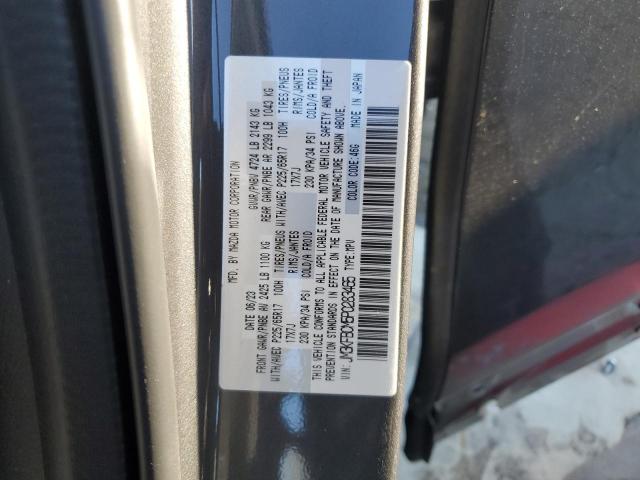 MFD. BY MAZDA MOTOR CORPORATION
06/23 GVWR/PNBV 4724 LB 2143 KG
FRONT GAWR/PNBE AV 2425 LB 1100 KG REAR GAWR/PNBE AR 2299 LB 1043 KG
WITH/AVEC P225/65R17 100H TIRES/PNEUS WITH/AVEC P225/65R17 100H TIRES/PNEUS
17X7J RIMS/JANTES 17X7J RIMS/JANTES
230 KPA/34 PSI COLD/A FROID 230 KPA/34 PSI COLD/A FROID
THIS VEHICLE CONFORMS TO ALL APPLICABLE FEDERAL MOTOR VEHICLE SAFETY AND THEFT
PREVENTION STANDARDS IN EFFECT ON THE DATE OF MANUFACTURE SHOWN ABOVE.
VIN: TYPE: MPV COLOR CODE: 46G MADE IN JAPAN